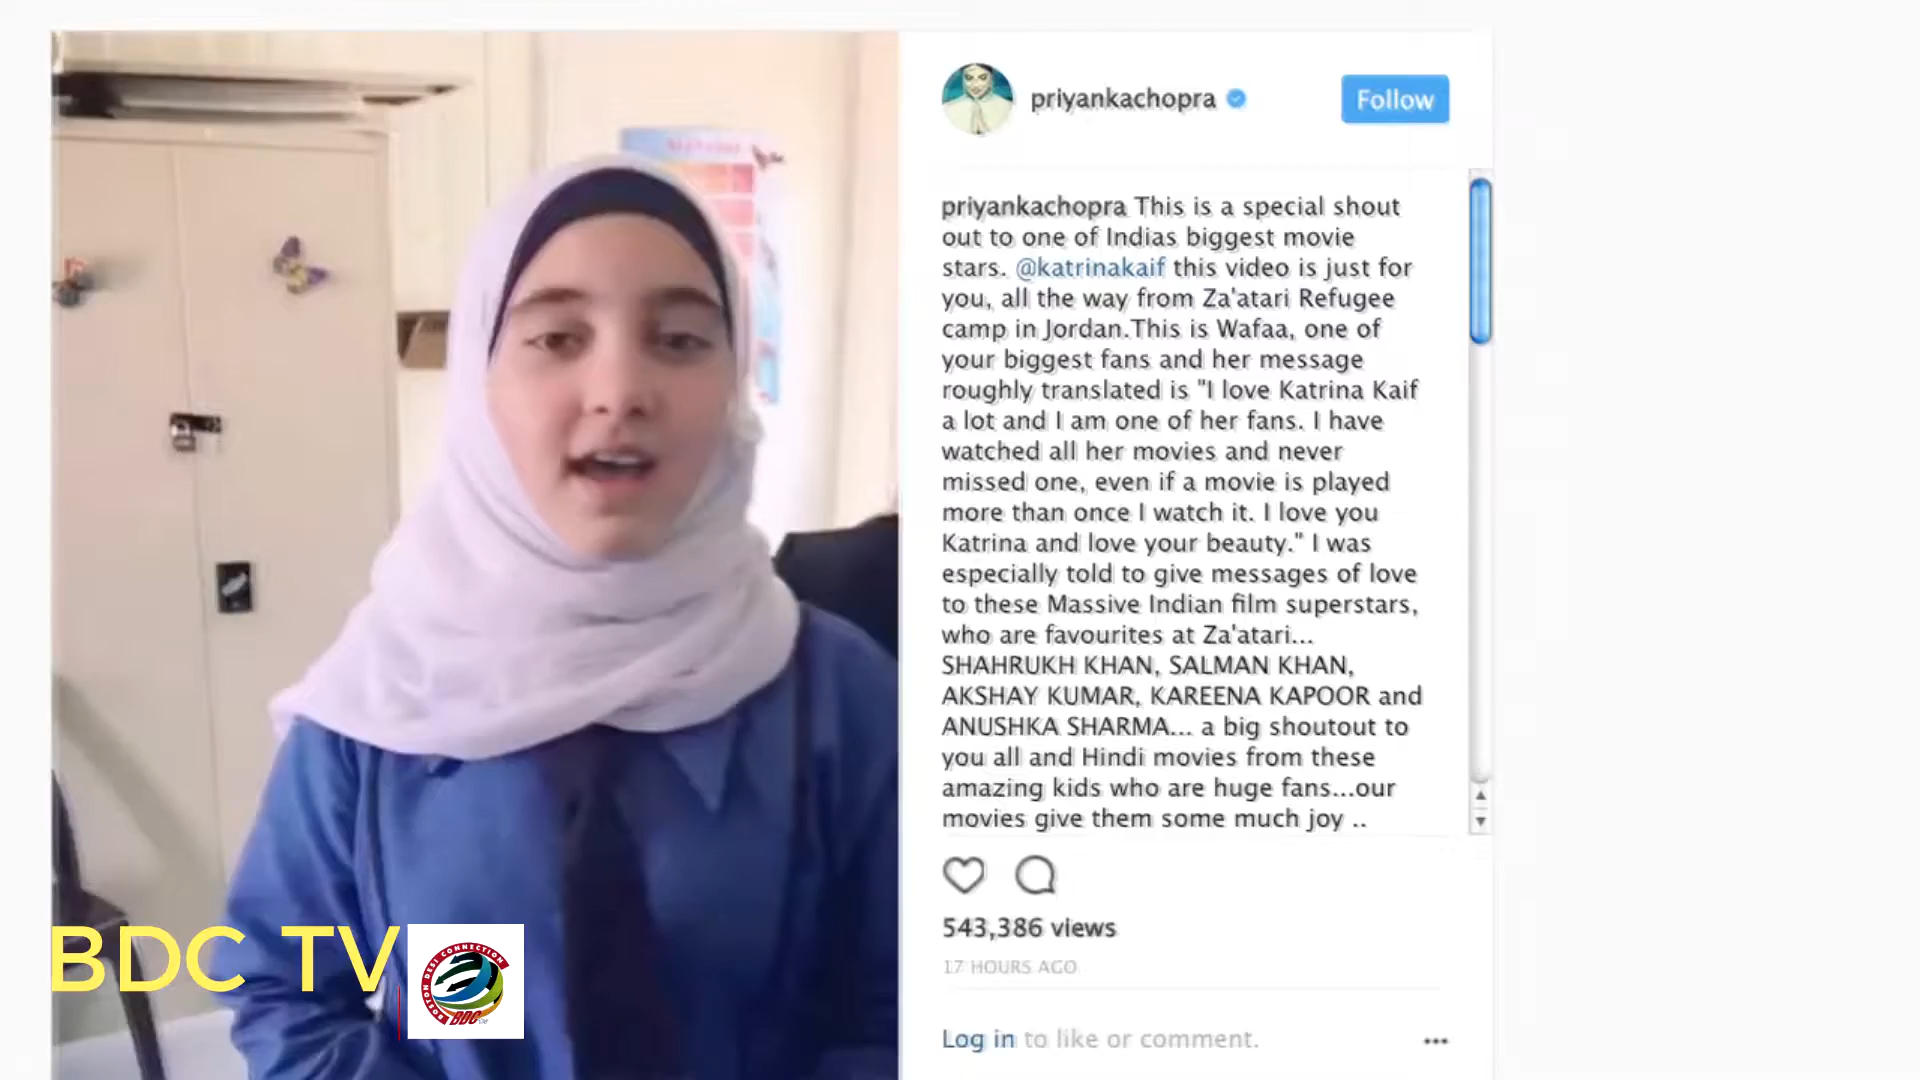 priyankachopra
Follow
priyankachopra This is a special shout
out to one of Indias biggest movie
stars. @katrinakaif this video is just for
you, all the way from Za'atari Refugee
camp in Jordan.This is Wafaa, one of
your biggest fans and her message
roughly translated is "I love Katrina Kaif
a lot and I am one of her fans. I have
watched all her movies and never
missed one, even if a movie is played
more than once I watch it. I love you
Katrina and love your beauty." I was
especially told to give messages of love
to these Massive Indian film superstars,
who are favourites at Za'atari...
SHAHRUKH KHAN, SALMAN KHAN,
AKSHAY KUMAR, KAREENA KAPOOR and
ANUSHKA SHARMA... a big shoutout to
you all and Hindi movies from these
amazing kids who are huge fans...our
movies give them some much joy ..
543,386 views
17 HOURS AGO
Log in to like or comment.
BDC TV
BOSTON DESI CONNECTION
BDC